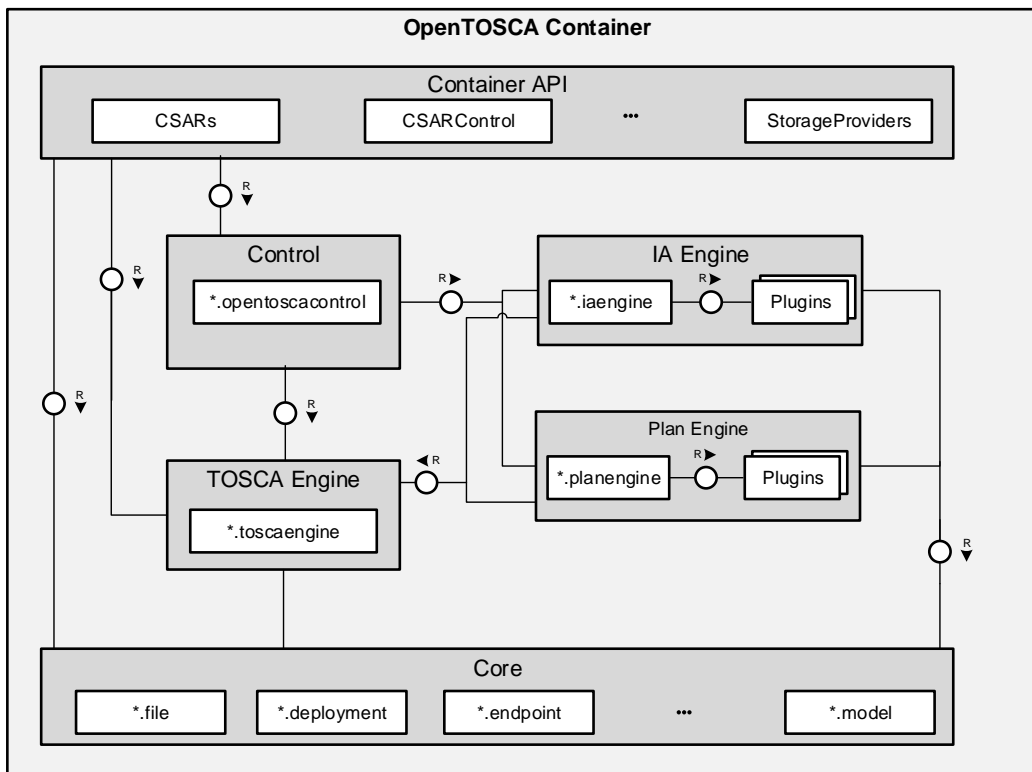 OpenTOSCA Container
Container API
CSARs
CSARControl
...
StorageProviders
R
R
R
R
Control
*.opentoscacontrol
R
IA Engine
*.iaengine
R
Plugins
R
TOSCA Engine
*.toscaengine
R
Plan Engine
*.planengine
R
Plugins
R
Core
*.file
*.deployment
*.endpoint
...
*.model